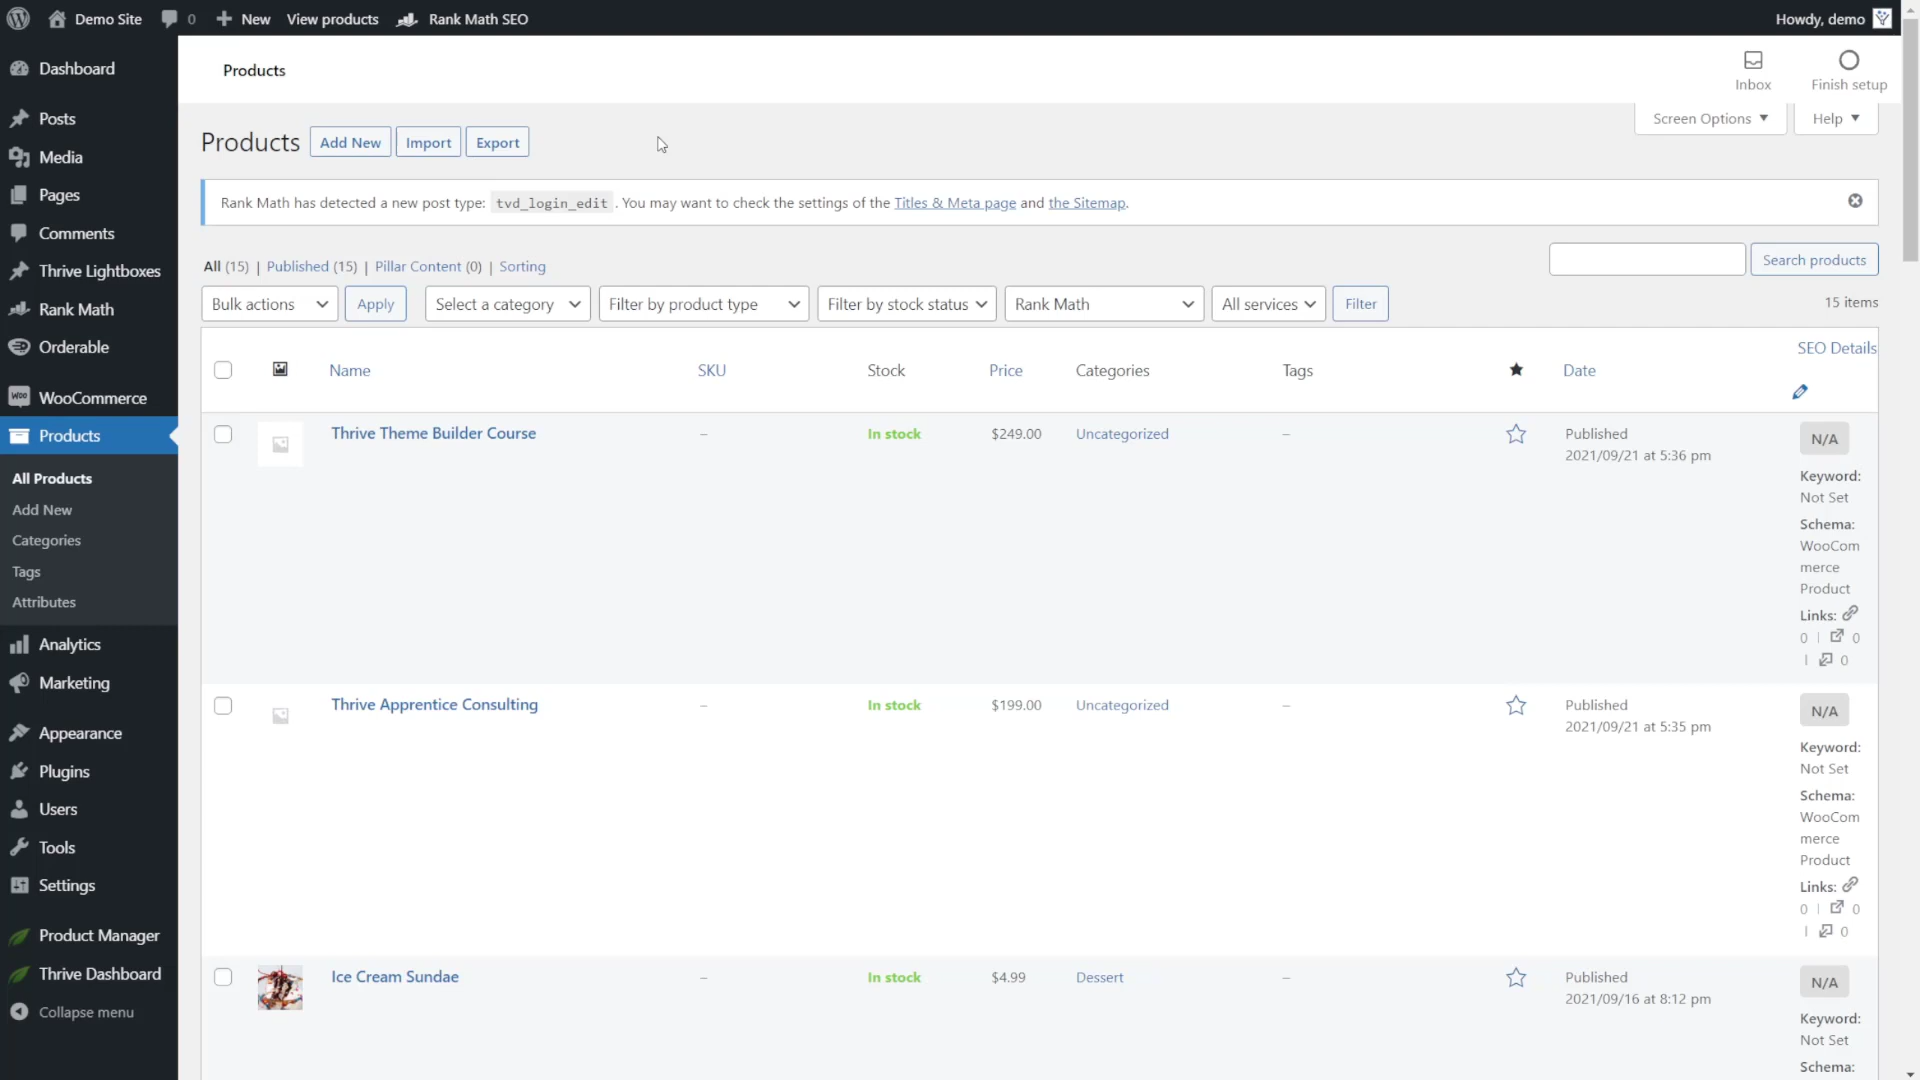 Demo Site 0 New View products Rank Math SEO Howdy, demo
Dashboard
Posts
Media
Pages
Comments
Thrive Lightboxes
Rank Math
Orderable
WOO WooCommerce
Products
All Products
Add New
Categories
Tags
Attributes
Analytics
Marketing
Appearance
Plugins
Users
Tools
Settings
Product Manager
Thrive Dashboard
Collapse menu
Products
Inbox
Finish setup
Screen Options
Help
Products Add New Import Export
Rank Math has detected a new post type: tvd_login_edit . You may want to check the settings of the Titles & Meta page and the Sitemap.
All (15) | Published (15) | Pillar Content (0) | Sorting
Search products
Bulk actions Apply Select a category Filter by product type Filter by stock status Rank Math All services Filter
15 items
Name SKU Stock Price Categories Tags Date SEO Details
Thrive Theme Builder Course – In stock $249.00 Uncategorized –
Published
2021/09/21 at 5:36 pm
N/A
Keyword:
Not Set
Schema:
WooCom
merce
Product
Links:
0 | 0
| 0
Thrive Apprentice Consulting – In stock $199.00 Uncategorized –
Published
2021/09/21 at 5:35 pm
N/A
Keyword:
Not Set
Schema:
WooCom
merce
Product
Links:
0 | 0
| 0
Ice Cream Sundae – In stock $4.99 Dessert –
Published
2021/09/16 at 8:12 pm
N/A
Keyword:
Not Set
Schema: